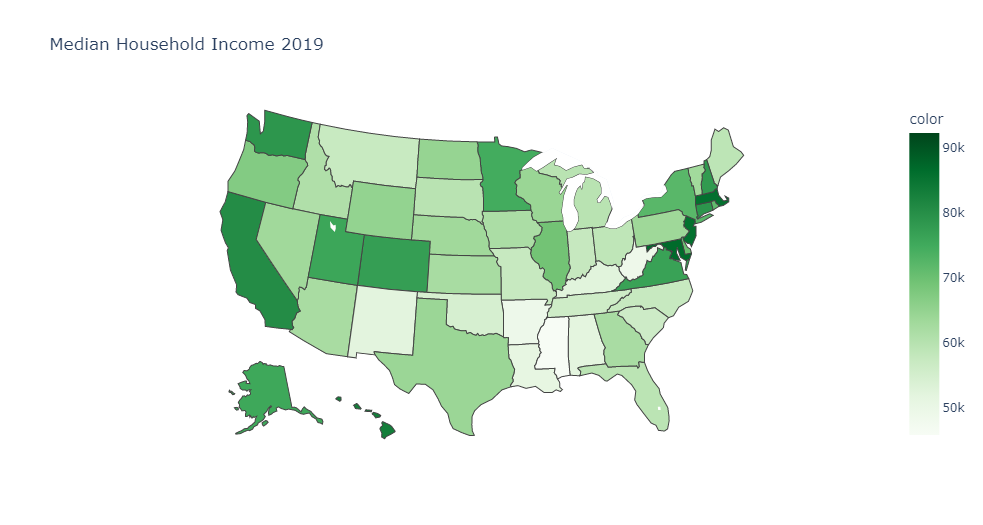 Median Household Income 2019
color
90k
80k
70k
60k
50k